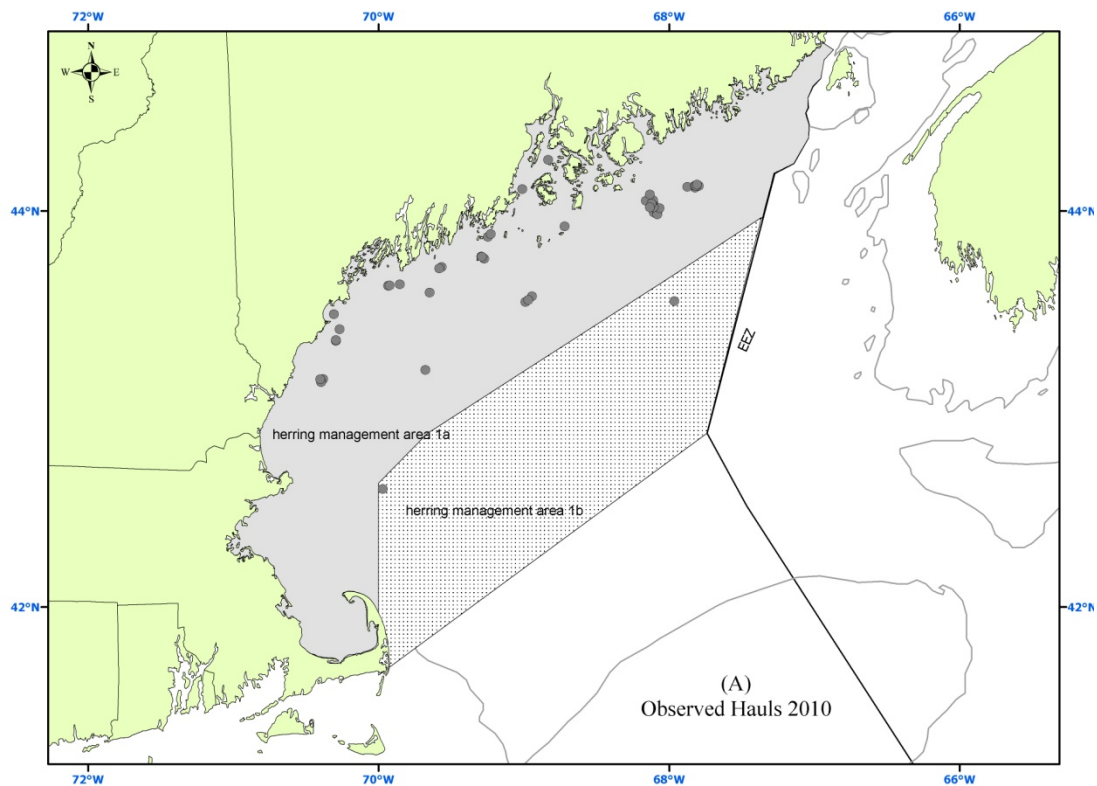 72°W 70°W 68°W 66°W
N
W E
S
44°N 44°N
EEZ
herring management area 1a
herring management area 1b
42°N 42°N
(A)
Observed Hauls 2010
72°W 70°W 68°W 66°W